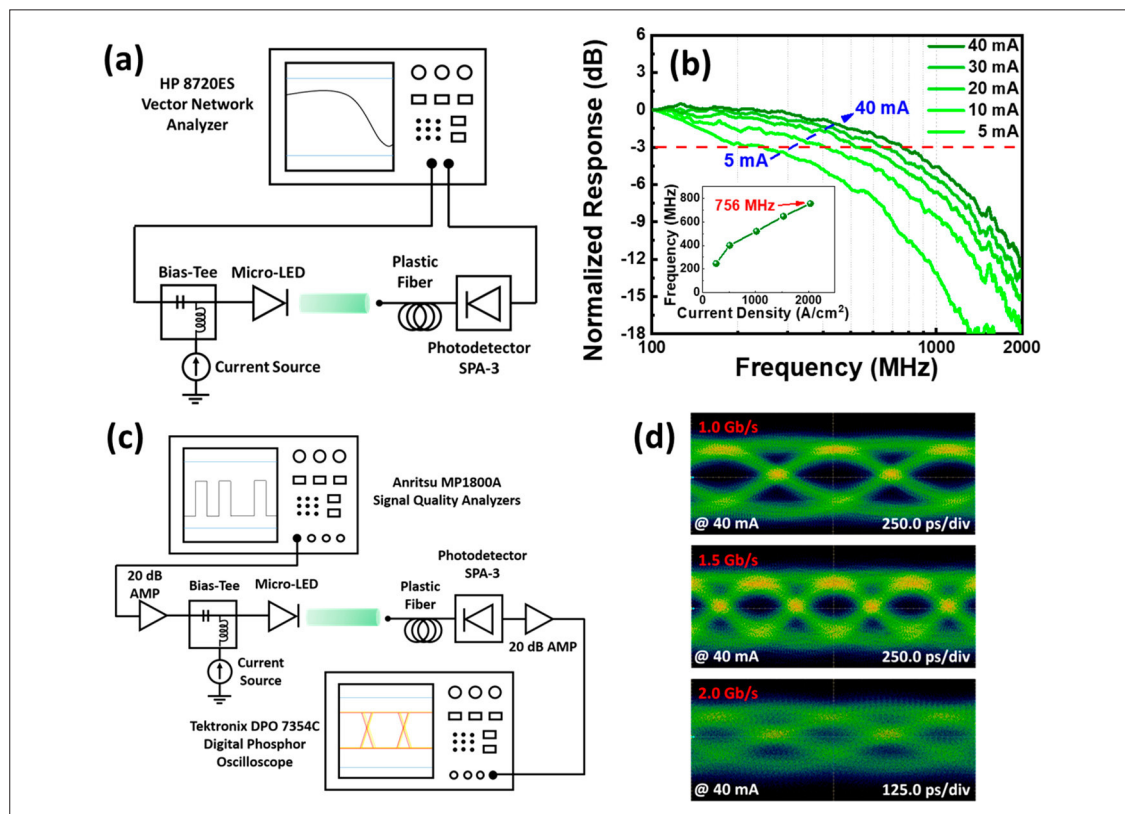 (a)
HP 8720ES
Vector Network
Analyzer
Bias-Tee
Micro-LED
Plastic
Fiber
Photodetector
SPA-3
Current Source
(b)
Normalized Response (dB)
6
3
0
-3
-6
-9
-12
-15
-18
40 mA
30 mA
20 mA
10 mA
5 mA
40 mA
5 mA
756 MHz
Frequency (MHz)
800
600
400
200
0
1000
2000
Current Density (A/cm²)
100
1000
2000
Frequency (MHz)
(c)
Anritsu MP1800A
Signal Quality Analyzers
20 dB
AMP
Bias-Tee
Micro-LED
Plastic
Fiber
Photodetector
SPA-3
20 dB AMP
Current
Source
Tektronix DPO 7354C
Digital Phosphor
Oscilloscope
(d)
1.0 Gb/s
@ 40 mA
250.0 ps/div
1.5 Gb/s
@ 40 mA
250.0 ps/div
2.0 Gb/s
@ 40 mA
125.0 ps/div